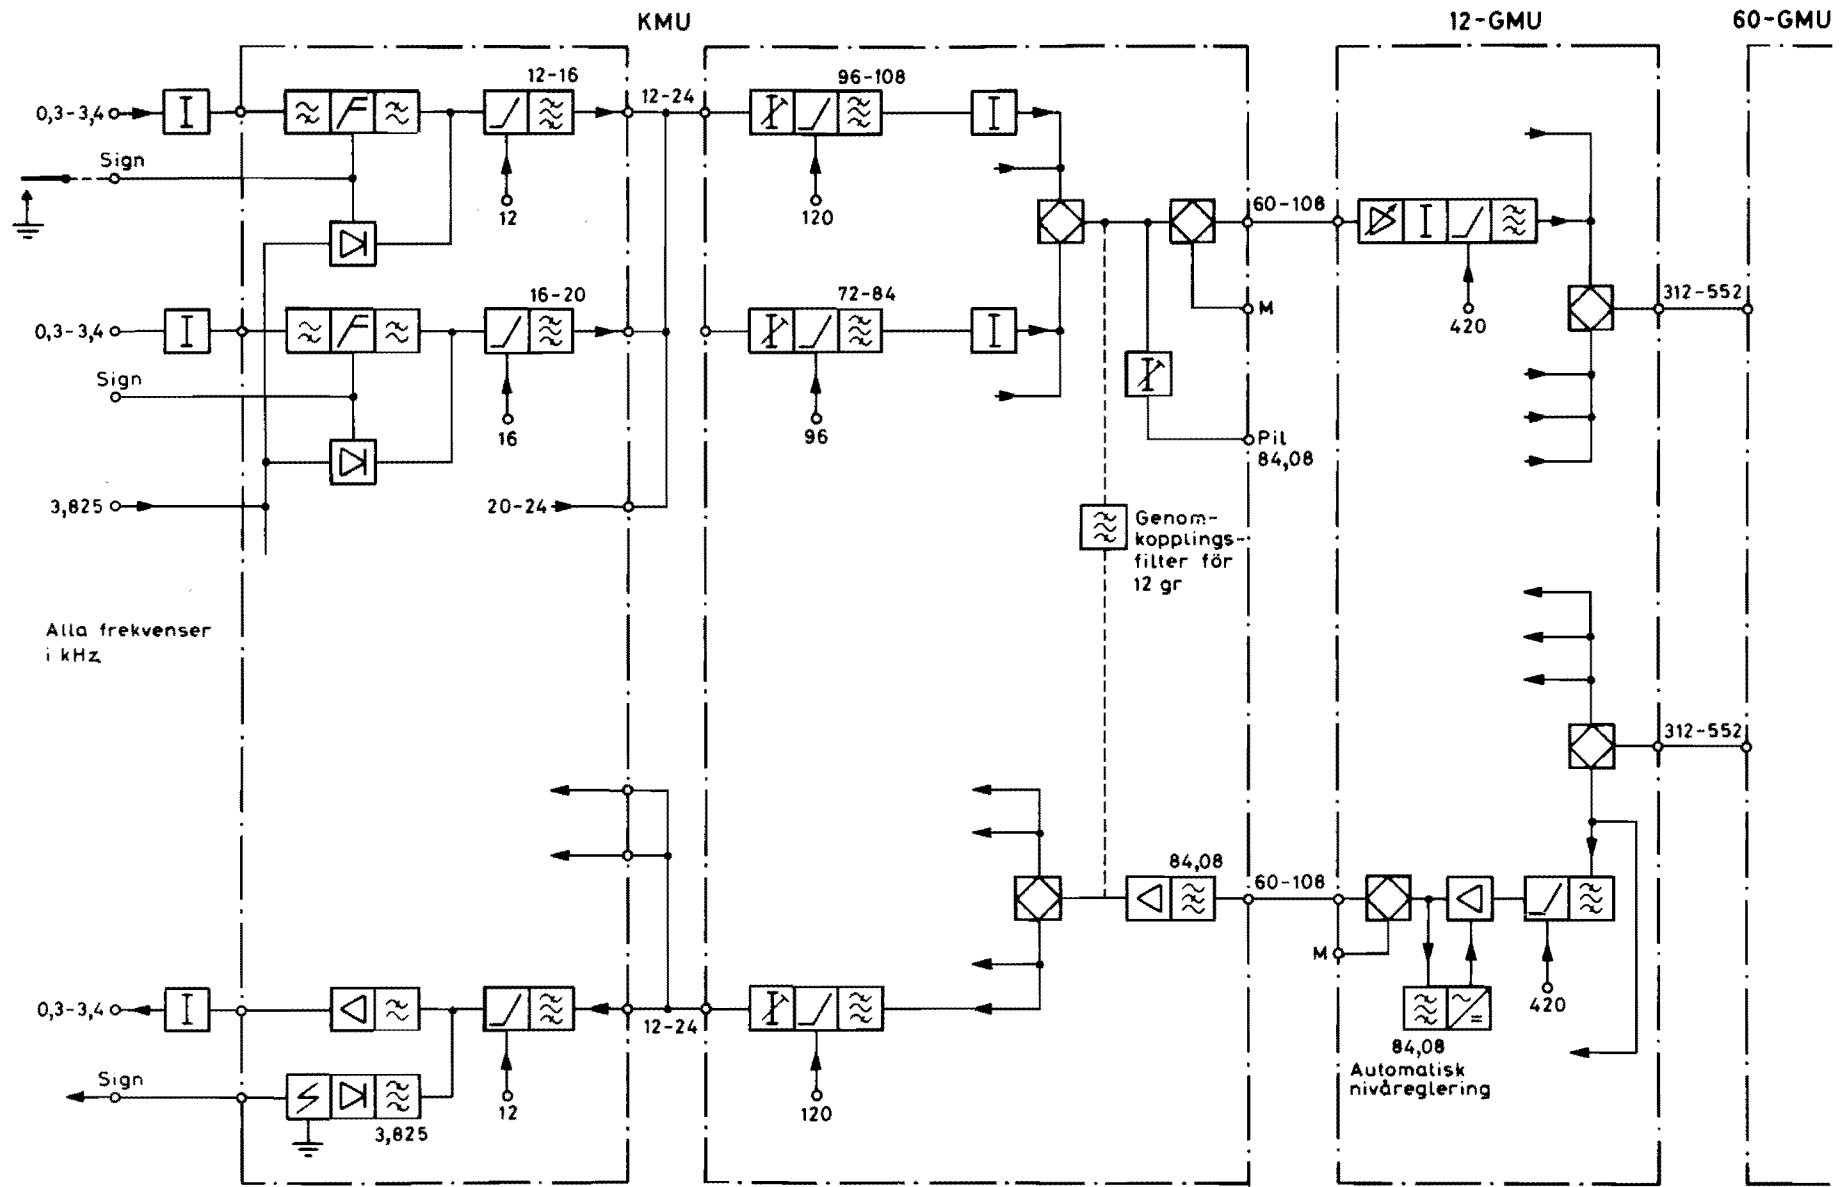 KMU
12-GMU
60-GMU
12-16
96-108
0,3-3,4
12-24
Sign
12
120
60-108
M
420
312-552
16-20
72-84
0,3-3,4
Sign
16
96
Pil
84,08
3,825
20-24
Genom-
kopplings-
filter för
12 gr
Alla frekvenser
i kHz
312-552
84,08
60-108
M
0,3-3,4
12-24
420
84,08
Automatisk
nivåreglering
Sign
12
120
3,825